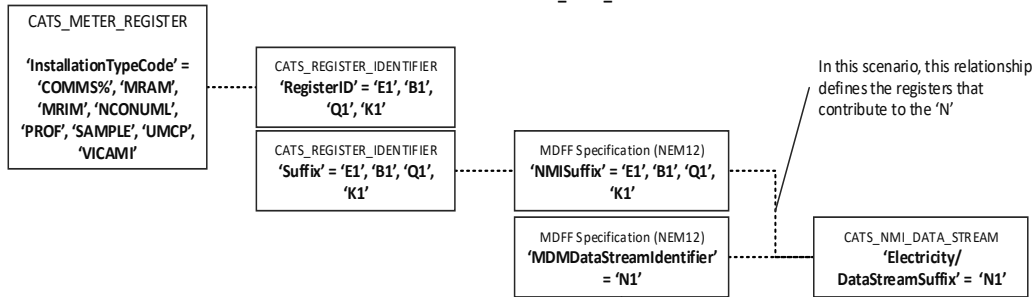 CATS_METER_REGISTER
‘InstallationTypeCode’ =
‘COMMS%’, ‘MRAM’,
‘MRIM’, ‘NCONUML’,
‘PROF’, ‘SAMPLE’, ‘UMCP’,
‘VICAMI’
CATS_REGISTER_IDENTIFIER
‘RegisterID’ = ‘E1’, ‘B1’,
‘Q1’, ‘K1’
CATS_REGISTER_IDENTIFIER
‘Suffix’ = ‘E1’, ‘B1’, ‘Q1’,
‘K1’
MDFF Specification (NEM12)
‘NMISuffix’ = ‘E1’, ‘B1’, ‘Q1’,
‘K1’
MDFF Specification (NEM12)
‘MDMDataStreamIdentifier’
= ‘N1’
In this scenario, this relationship
defines the registers that
contribute to the ‘N’
CATS_NMI_DATA_STREAM
‘Electricity/
DataStreamSuffix’ = ‘N1’